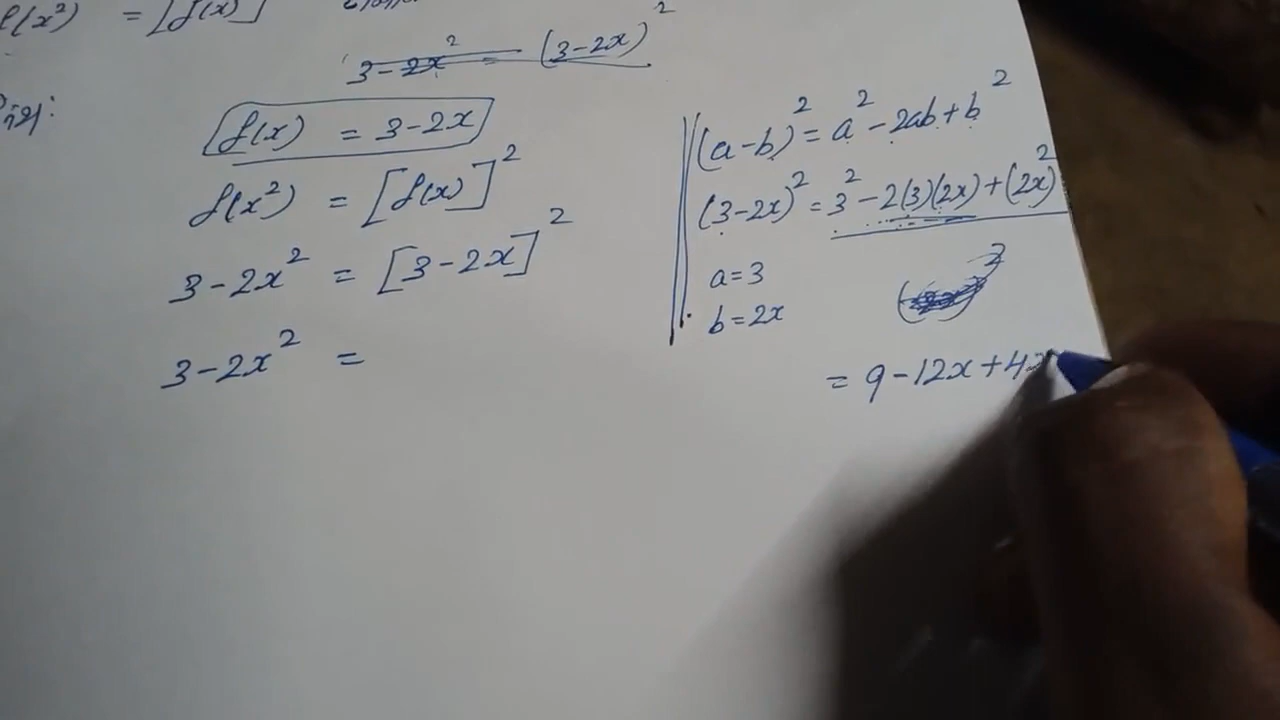 f(x²) = [f(x)]
3-2x² = (3-2x)²
f(x) = 3-2x
f(x²) = [f(x)]²
3-2x² = [3-2x]²
3-2x² =
(a-b)² = a² - 2ab + b²
(3-2x)² = 3² - 2(3)(2x) + (2x)²
a=3
b=2x
= 9-12x+4x